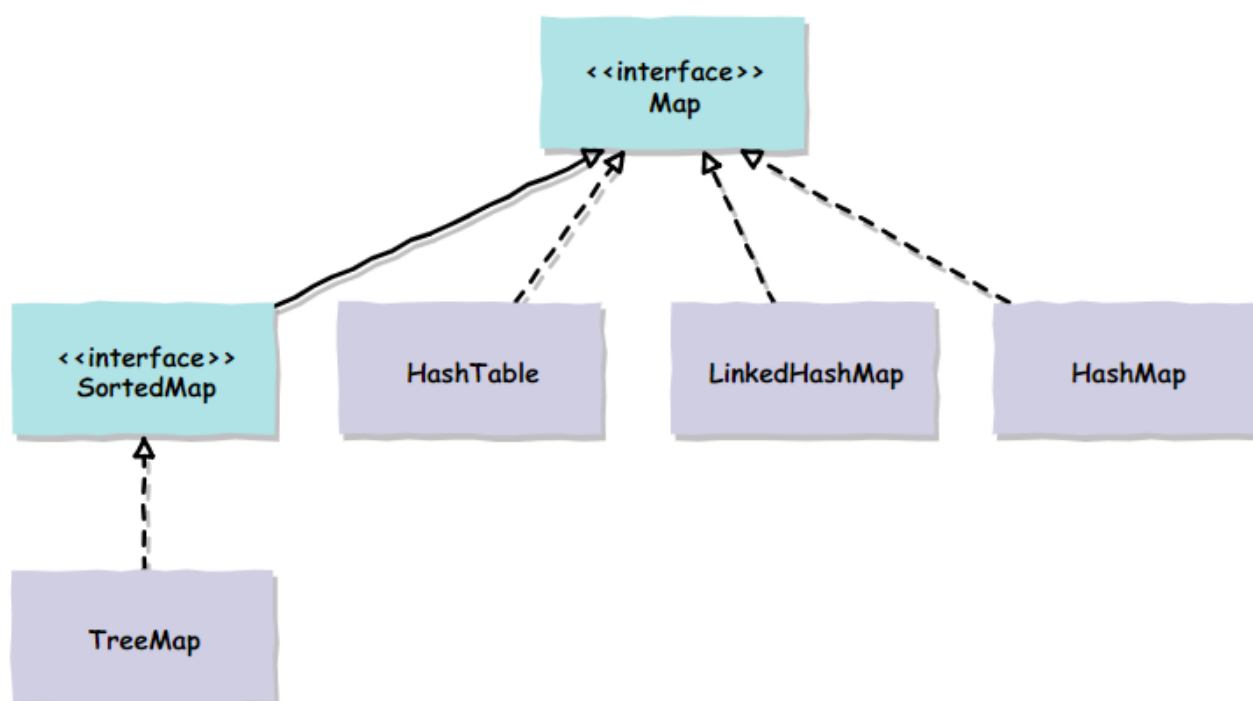 <<interface>>
Map
<<interface>>
SortedMap
HashTable
LinkedHashMap
HashMap
TreeMap